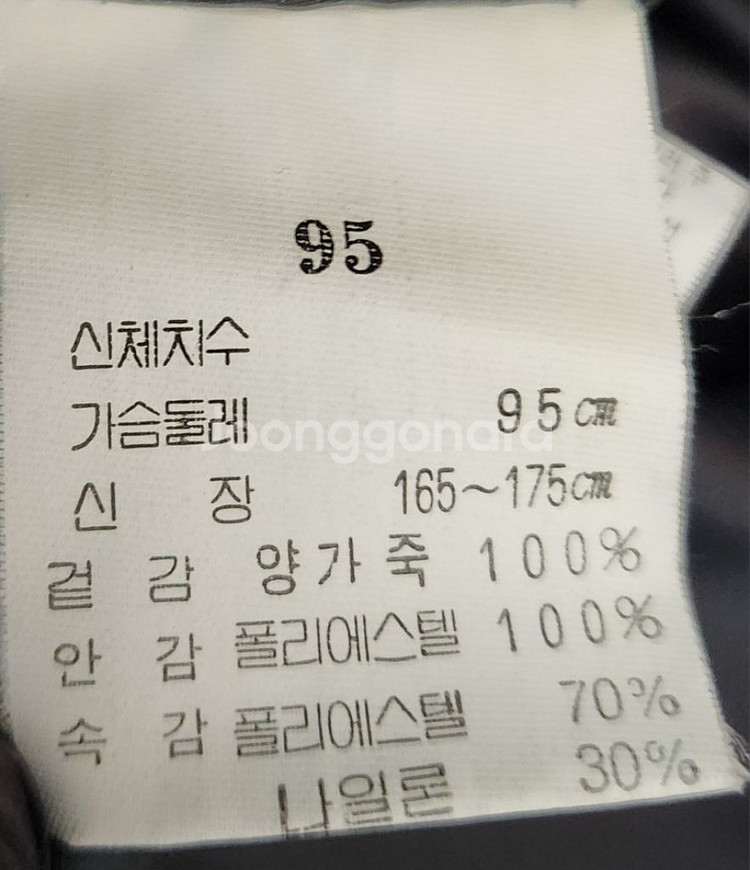 95
신체치수
가슴둘레 95cm
신 장 165~175cm
겉 감 양가죽 100%
안 감 폴리에스텔 100%
속 감 폴리에스텔 70%
나일론 30%
joonggonara